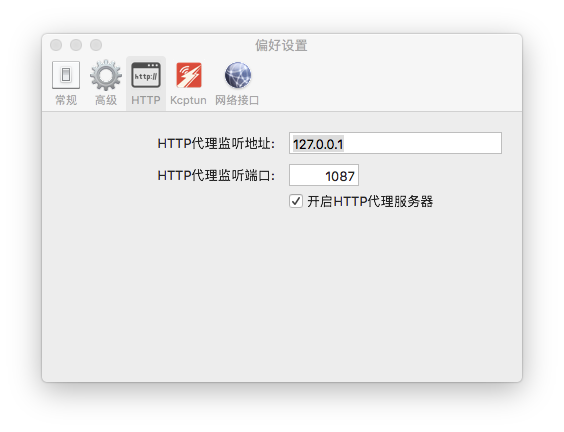 偏好设置
http://
常规 高级 HTTP Kcptun 网络接口
HTTP代理监听地址: 127.0.0.1
HTTP代理监听端口: 1087
开启HTTP代理服务器